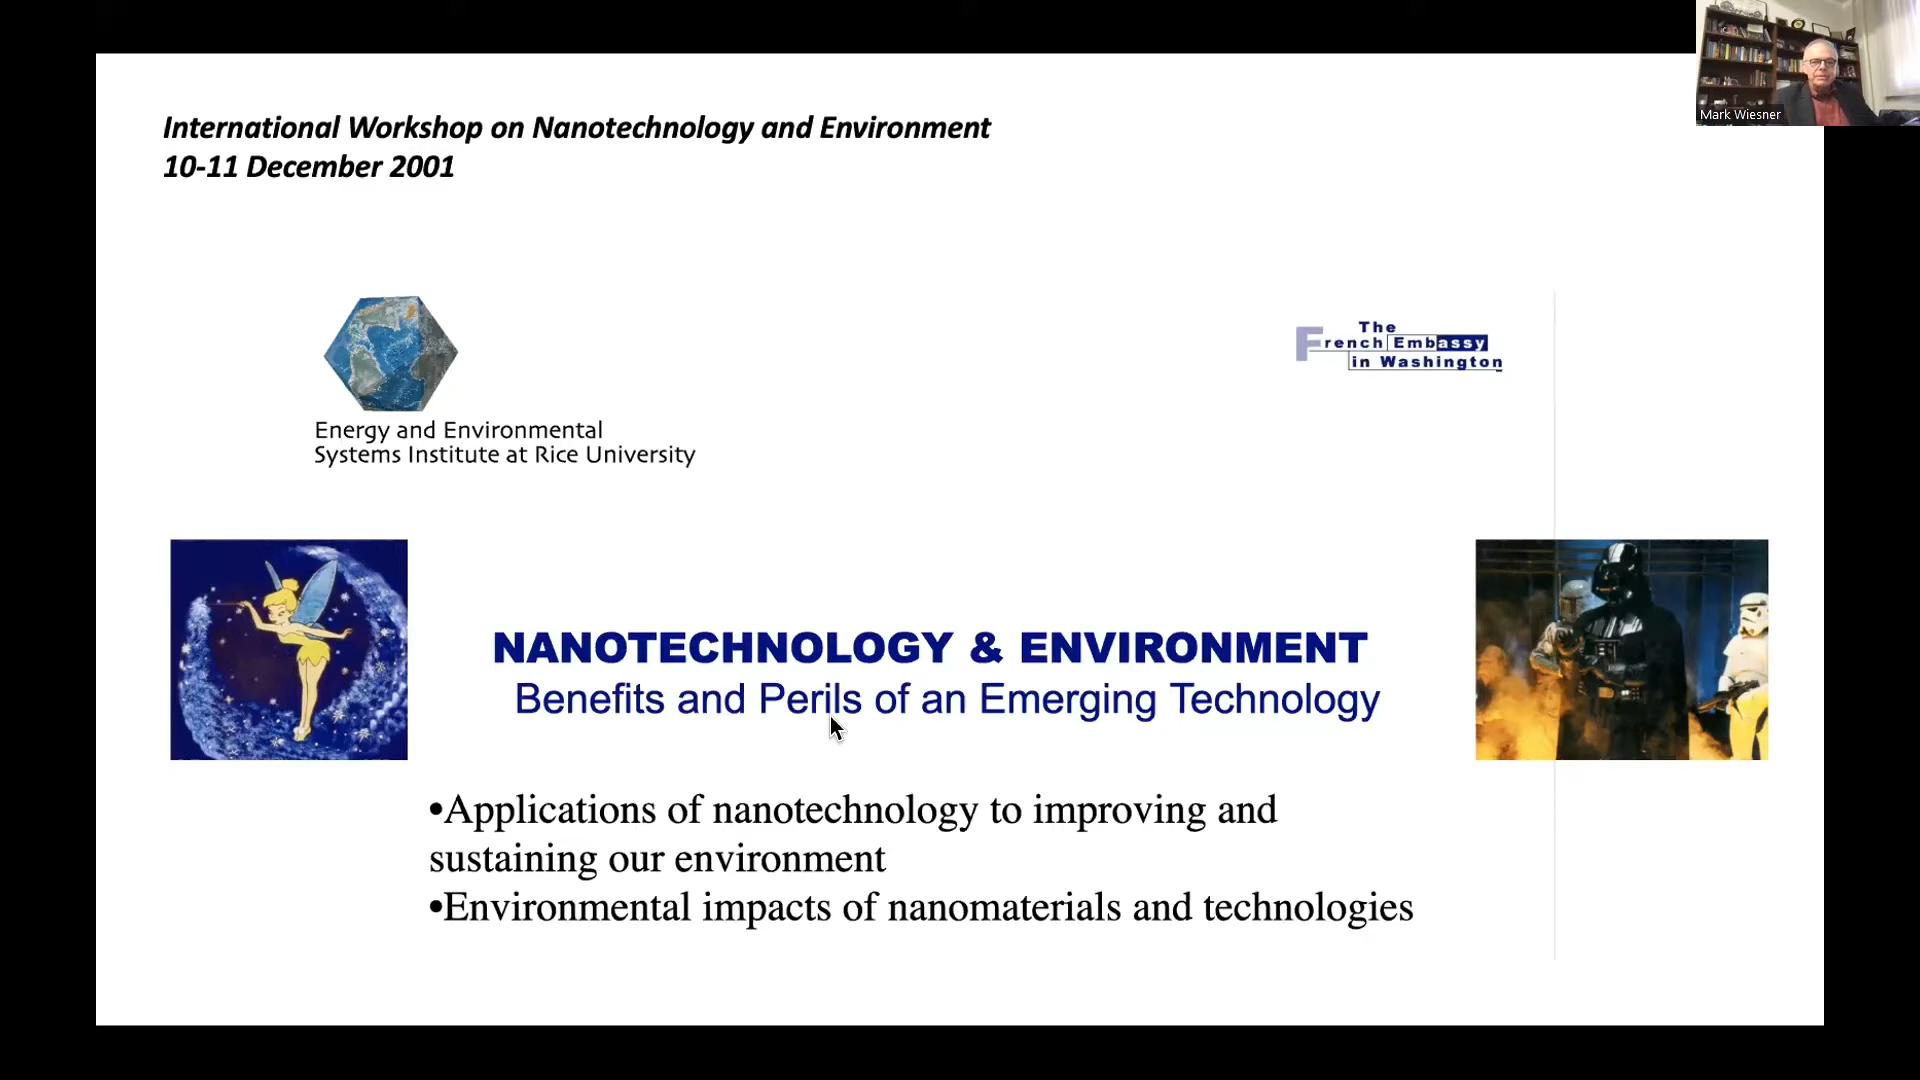 Mark Wiesner
International Workshop on Nanotechnology and Environment
10-11 December 2001
The
French Embassy
in Washington
Energy and Environmental
Systems Institute at Rice University
NANOTECHNOLOGY & ENVIRONMENT
Benefits and Perils of an Emerging Technology
•Applications of nanotechnology to improving and
sustaining our environment
•Environmental impacts of nanomaterials and technologies